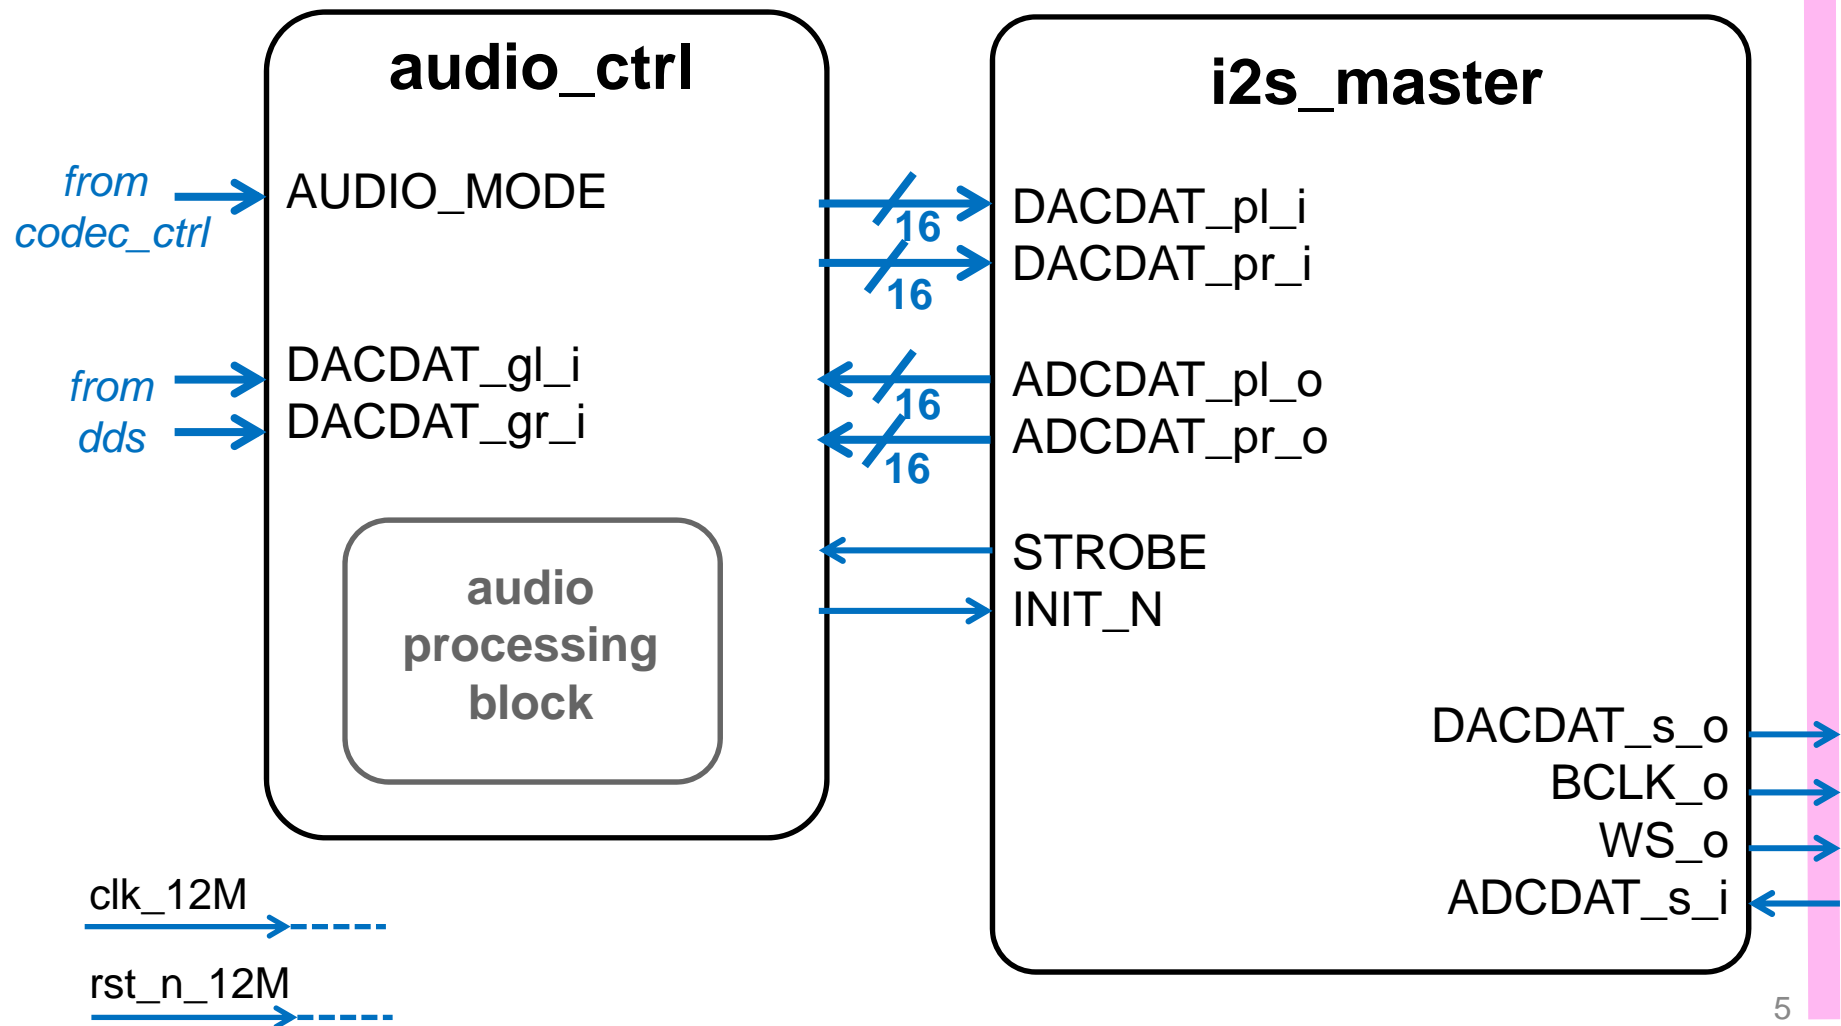 audio_ctrl
from
codec_ctrl
AUDIO_MODE
from
dds
DACDAT_gl_i
DACDAT_gr_i
audio
processing
block
16
16
16
16
i2s_master
DACDAT_pl_i
DACDAT_pr_i
ADCDAT_pl_o
ADCDAT_pr_o
STROBE
INIT_N
DACDAT_s_o
BCLK_o
WS_o
ADCDAT_s_i
clk_12M
rst_n_12M
5